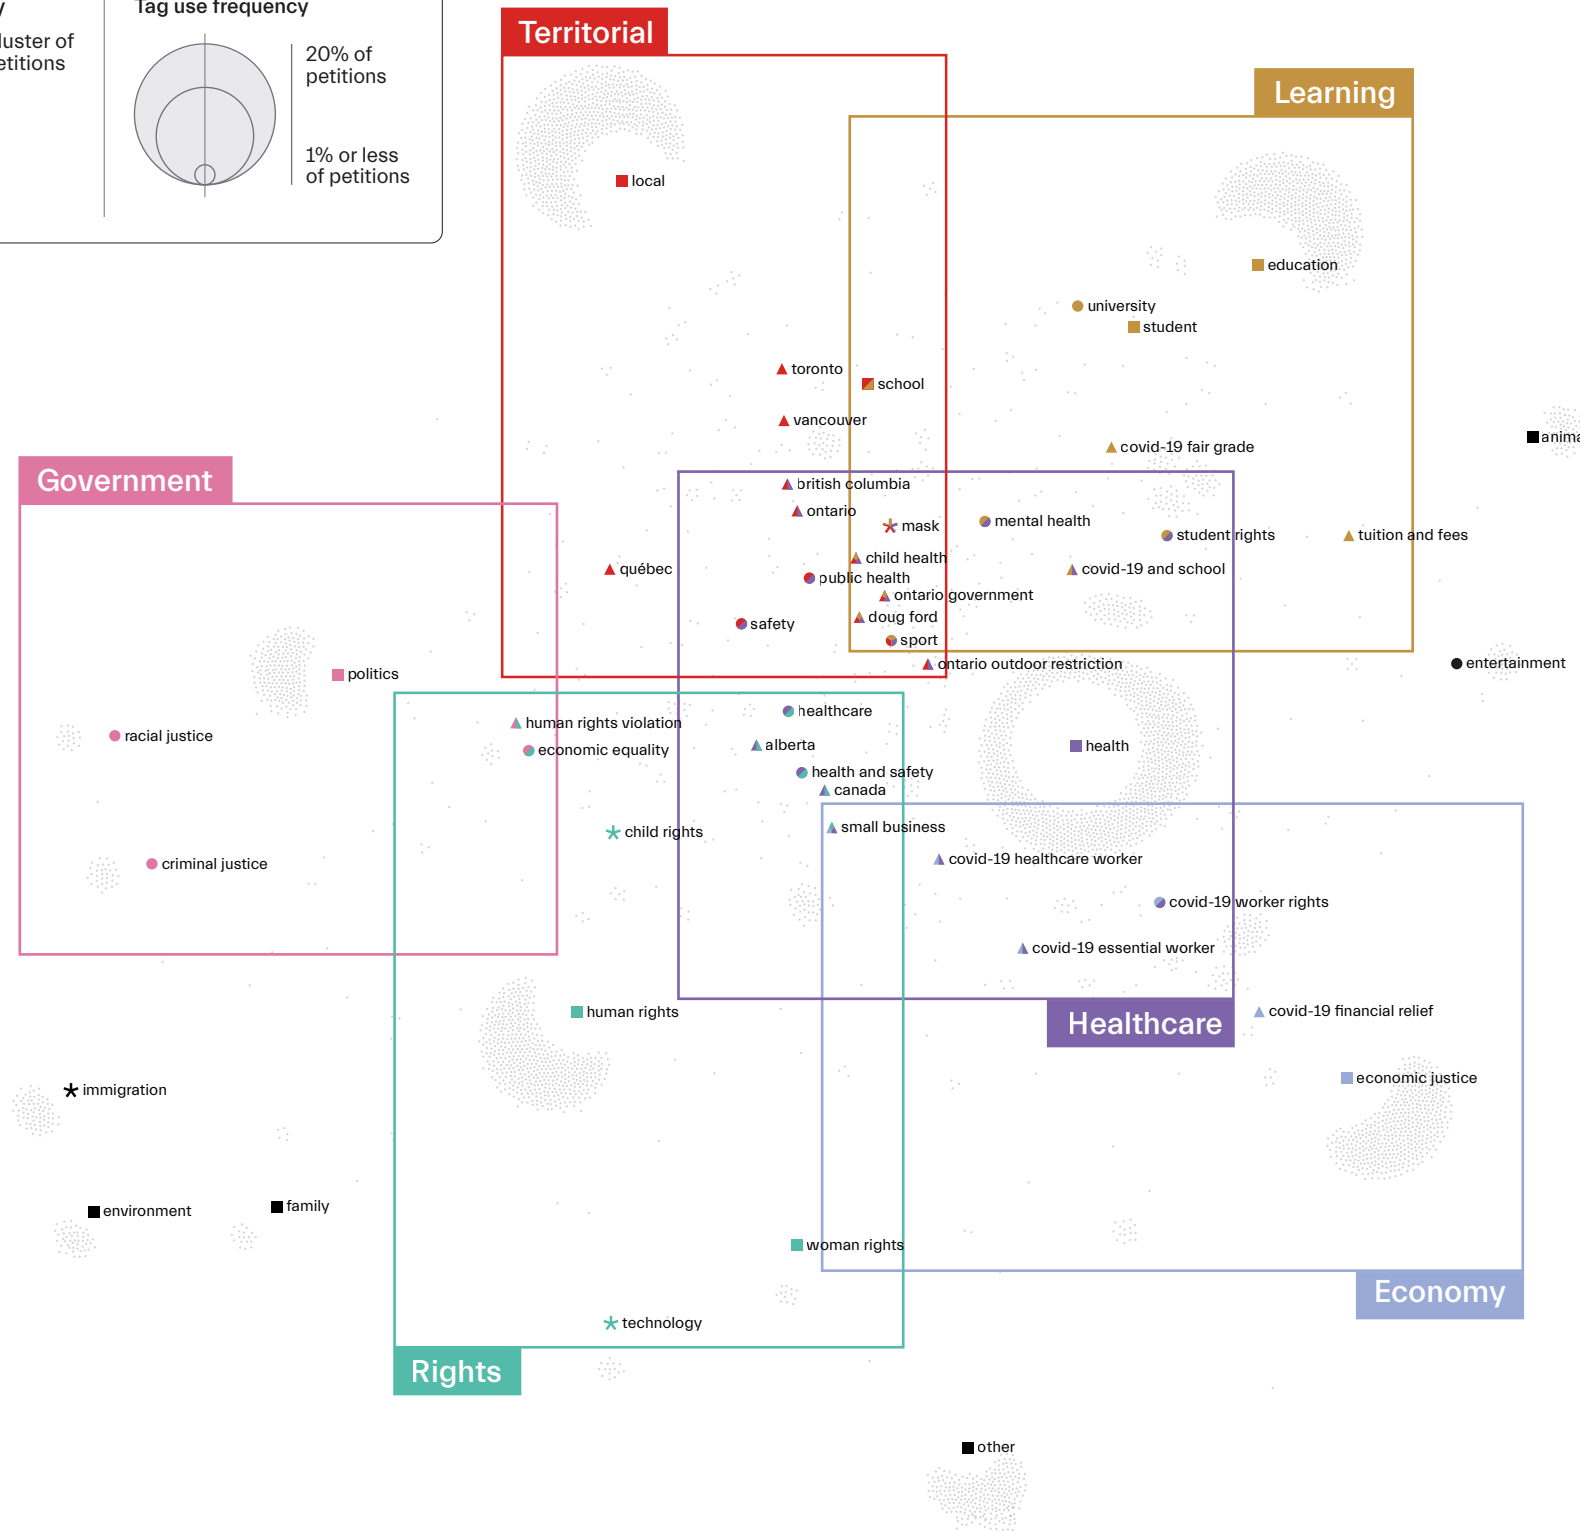 y
luster of
etitions
Tag use frequency
20% of
petitions
1% or less
of petitions
Territorial
Learning
local
education
university
student
toronto
school
vancouver
covid-19 fair grade
anima
Government
british columbia
ontario
mask
mental health
student rights
tuition and fees
child health
québec
public health
covid-19 and school
ontario government
doug ford
safety
sport
ontario outdoor restriction
entertainment
politics
healthcare
human rights violation
racial justice
economic equality
alberta
health
health and safety
canada
small business
child rights
covid-19 healthcare worker
criminal justice
covid-19 worker rights
covid-19 essential worker
human rights
covid-19 financial relief
Healthcare
economic justice
immigration
environment
family
woman rights
Economy
technology
Rights
other